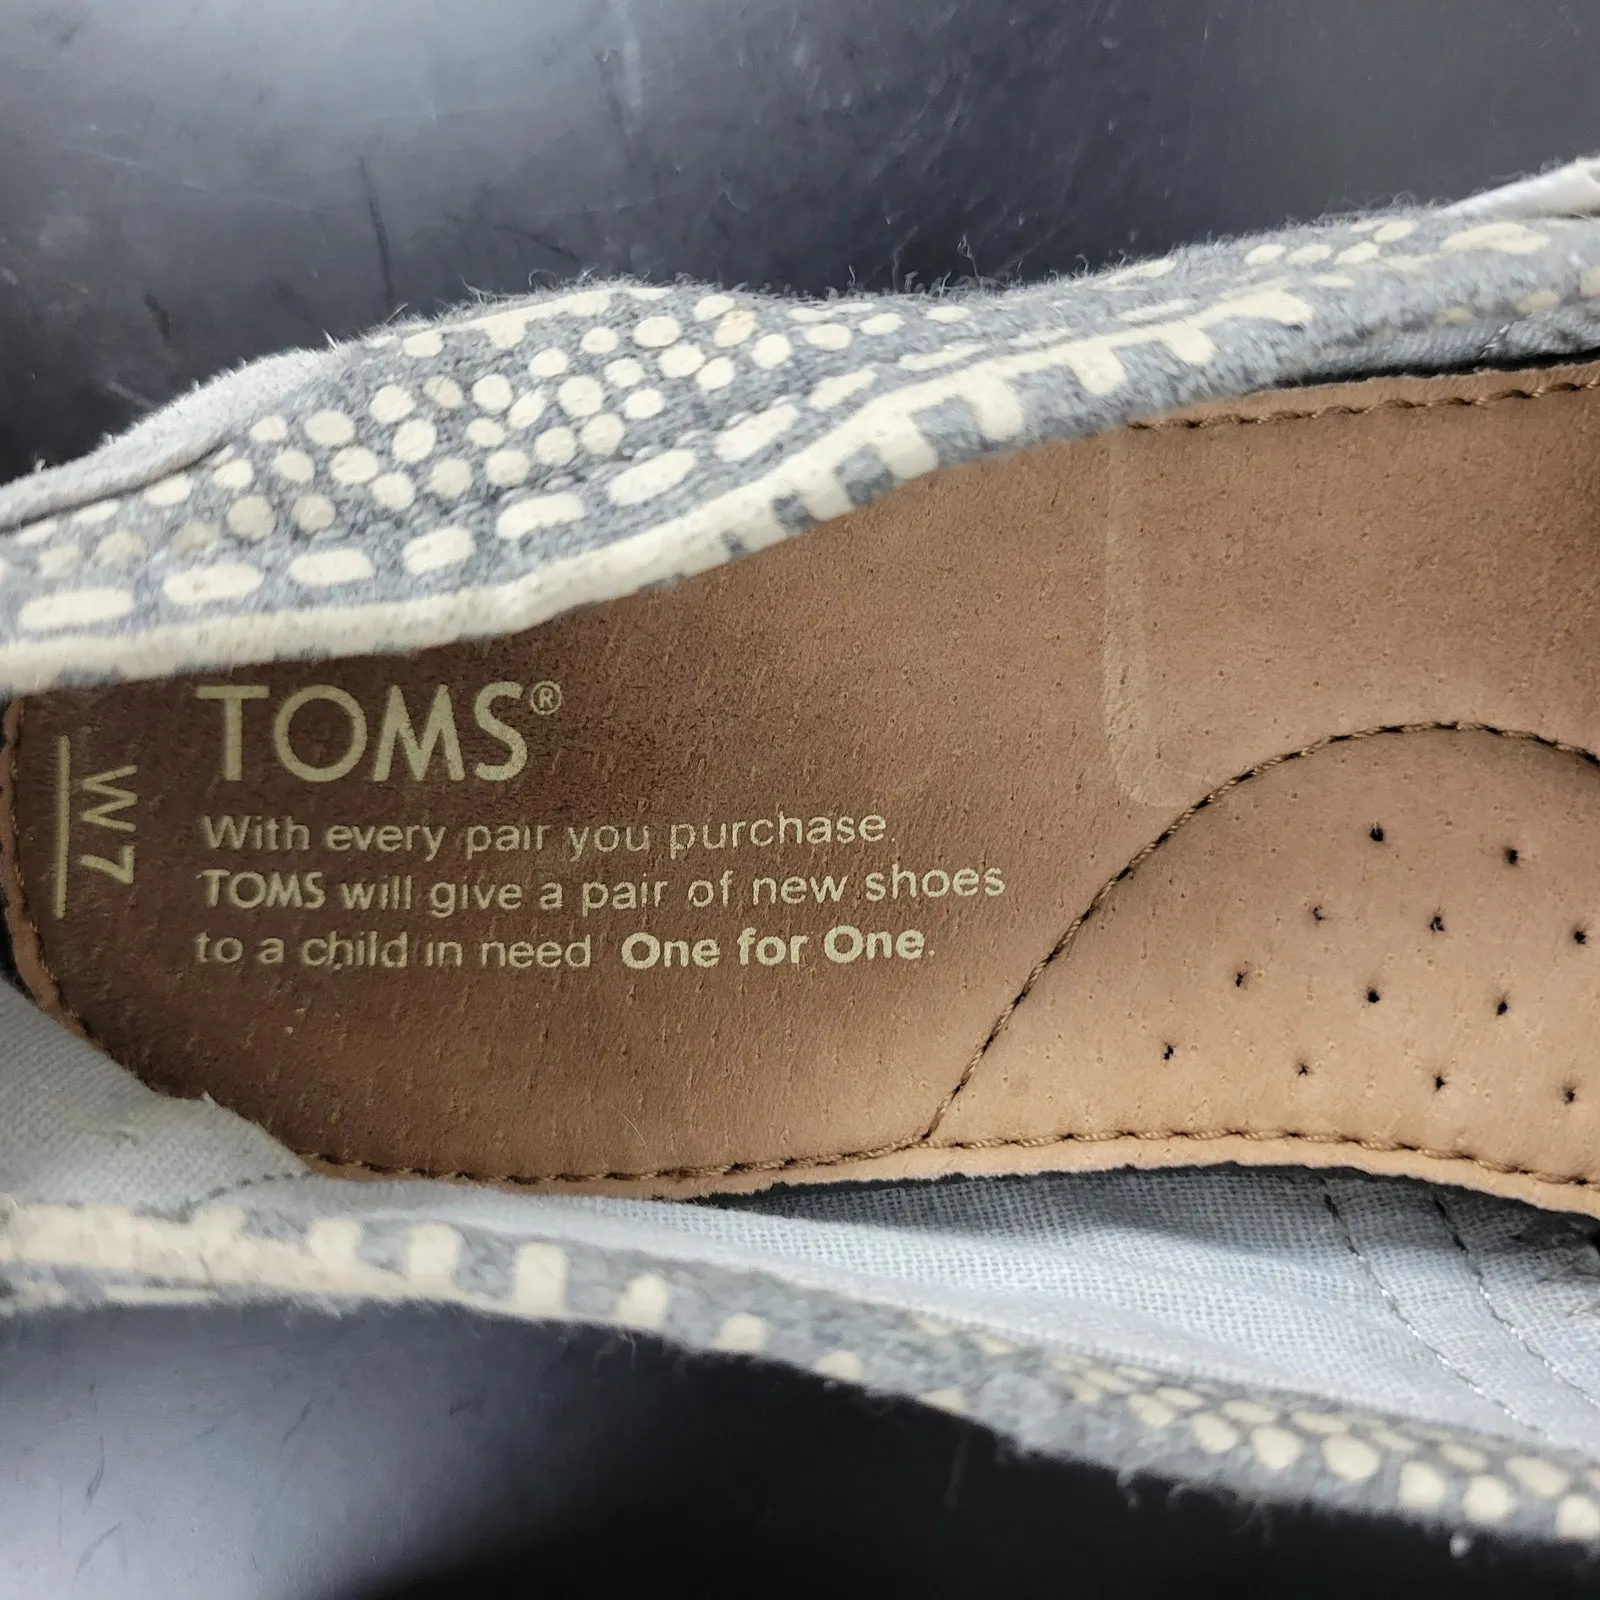 TOMS®
W7
With every pair you purchase.
TOMS will give a pair of new shoes
to a child in need One for One.